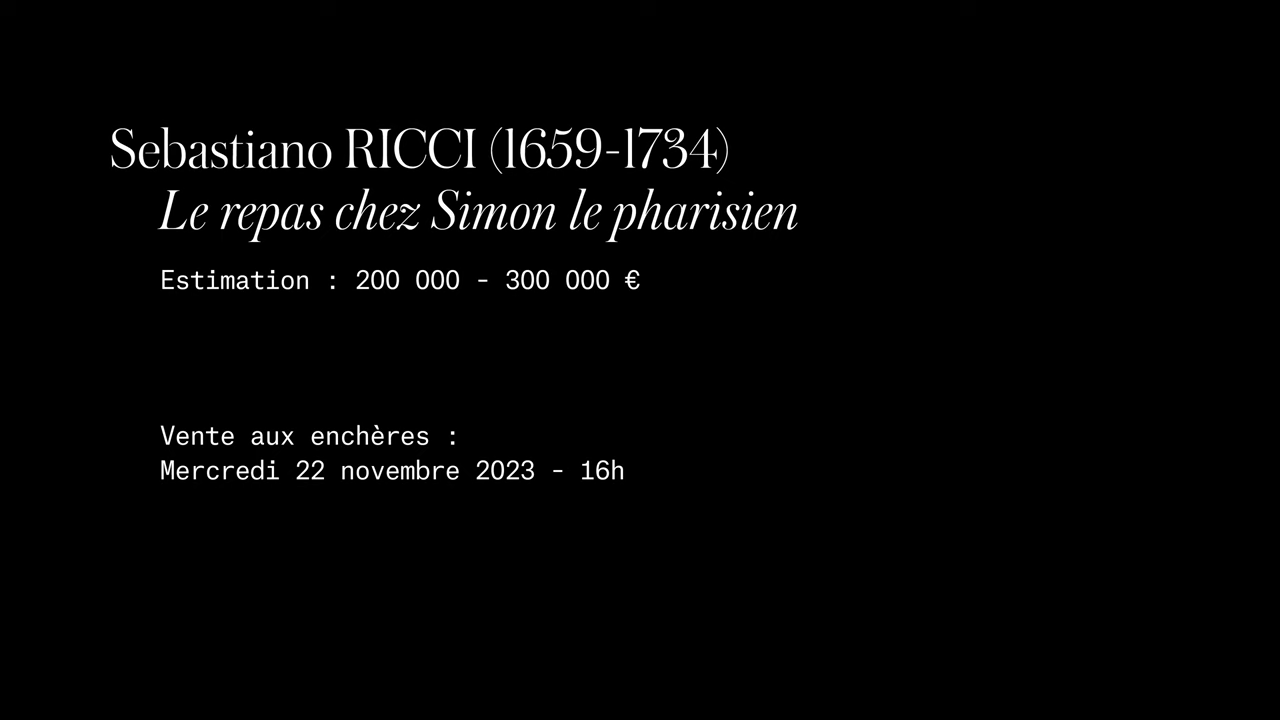 Sebastiano RICCI (1659-1734)
Le repas chez Simon le pharisien
Estimation : 200 000 - 300 000 €
Vente aux enchères :
Mercredi 22 novembre 2023 - 16h